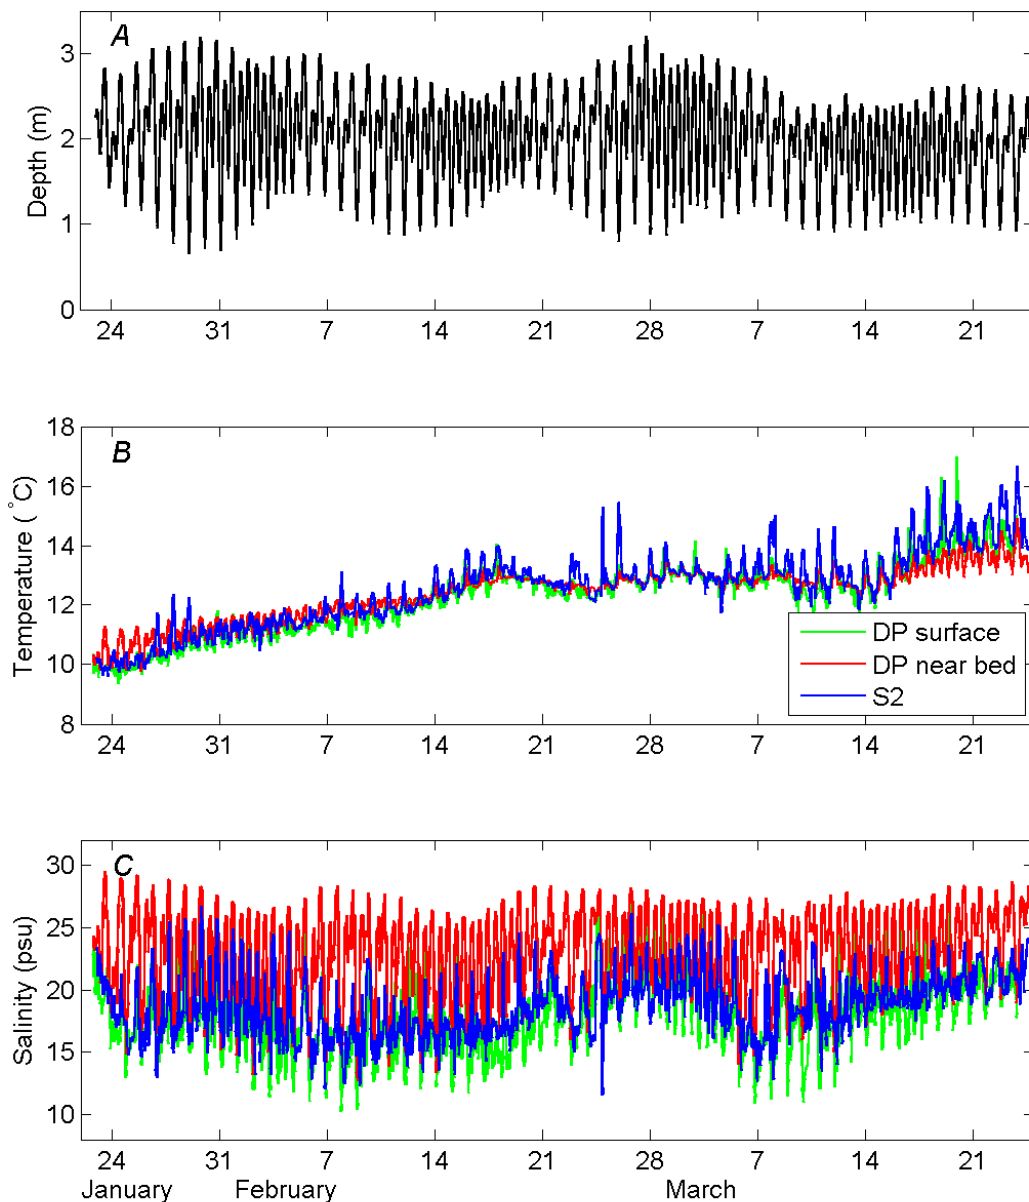 A
3
2
1
0
Depth (m)
24 31 7 14 21 28 7 14 21
B
18
16
14
12
10
8
Temperature ( °C)
DP surface
DP near bed
S2
24 31 7 14 21 28 7 14 21
C
30
25
20
15
10
Salinity (psu)
24 31 7 14 21 28 7 14 21
January February March